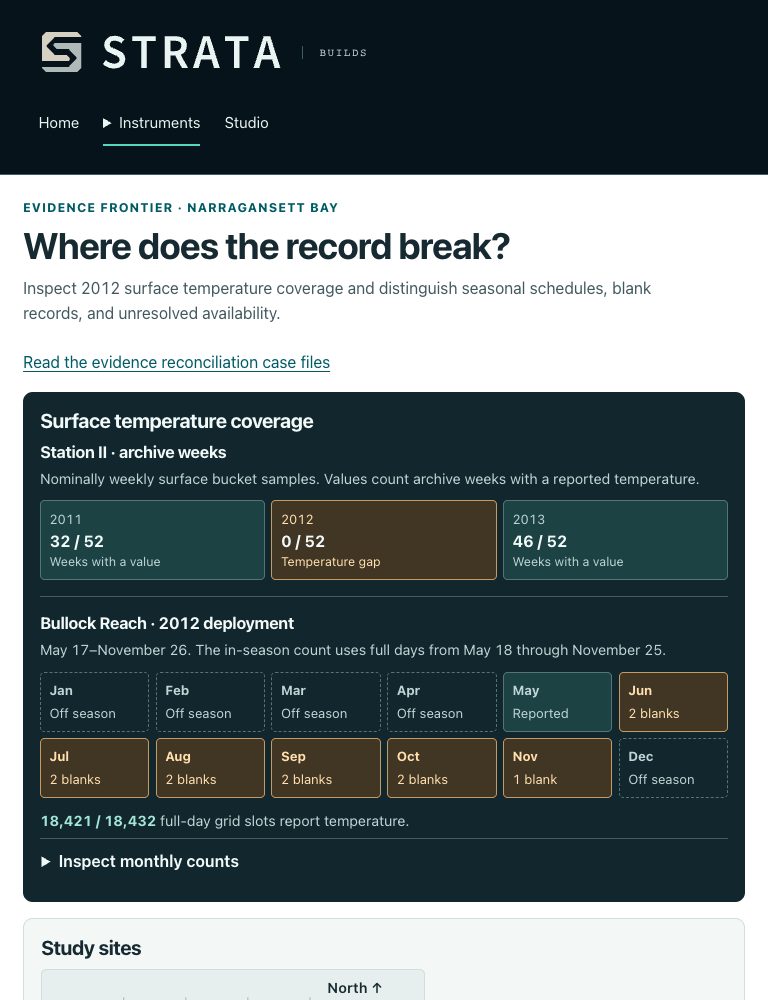 STRATA
BUILDS
Home ▶ Instruments Studio
EVIDENCE FRONTIER · NARRAGANSETT BAY
Where does the record break?
Inspect 2012 surface temperature coverage and distinguish seasonal schedules, blank
records, and unresolved availability.
Read the evidence reconciliation case files
Surface temperature coverage
Station II · archive weeks
Nominally weekly surface bucket samples. Values count archive weeks with a reported temperature.
2011
32 / 52
Weeks with a value
2012
0 / 52
Temperature gap
2013
46 / 52
Weeks with a value
Bullock Reach · 2012 deployment
May 17–November 26. The in-season count uses full days from May 18 through November 25.
Jan
Off season
Feb
Off season
Mar
Off season
Apr
Off season
May
Reported
Jun
2 blanks
Jul
2 blanks
Aug
2 blanks
Sep
2 blanks
Oct
2 blanks
Nov
1 blank
Dec
Off season
18,421 / 18,432 full-day grid slots report temperature.
▶ Inspect monthly counts
Study sites
North ↑